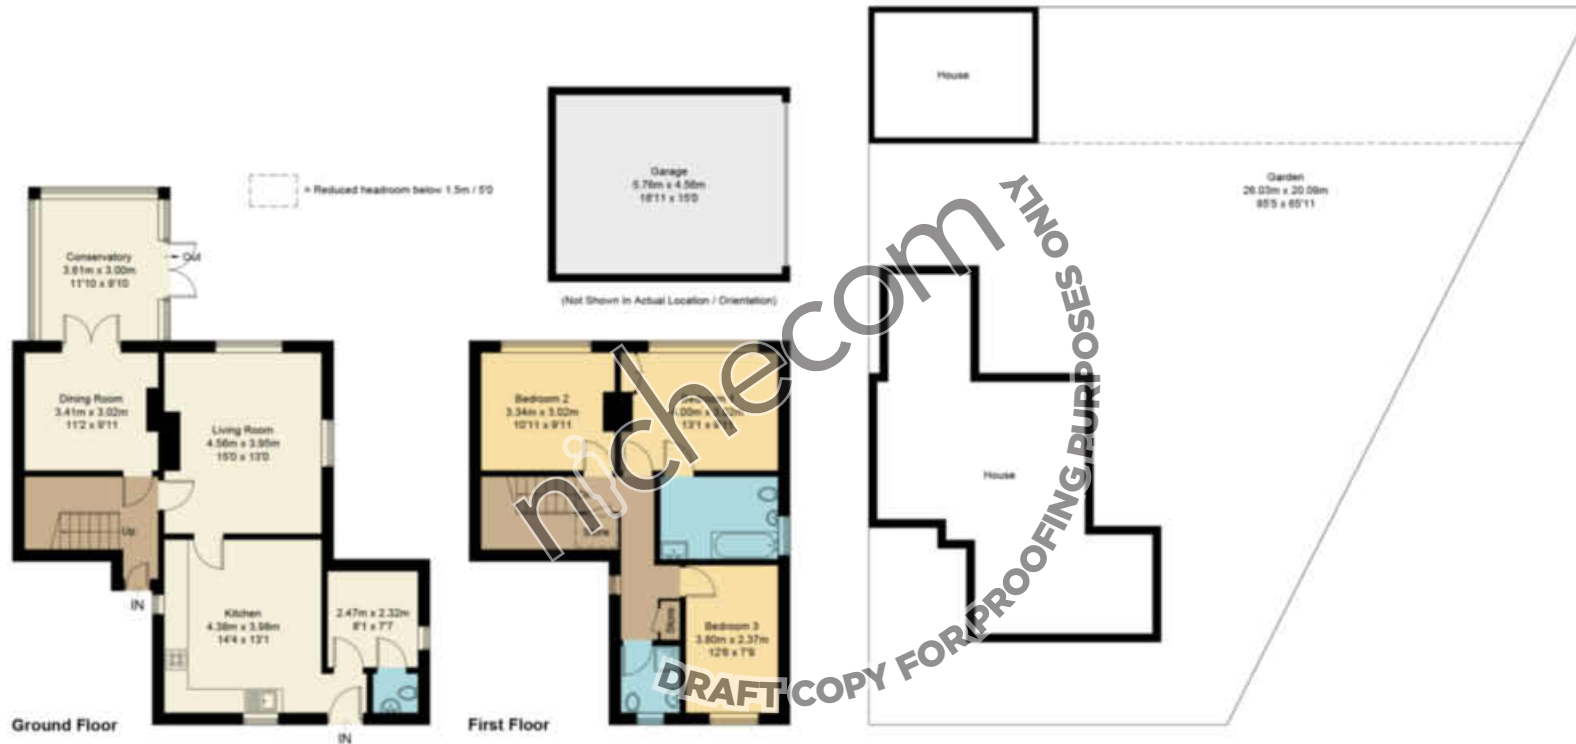 House
Garage
5.76m x 4.56m
18'11 x 15'0
(Not Shown In Actual Location / Orientation)
= Reduced headroom below 1.5m / 5'0
Garden
26.03m x 20.09m
85'5 x 65'11
House
Conservatory
3.61m x 3.00m
11'10 x 9'10
Out
Dining Room
3.41m x 3.02m
11'2 x 9'11
Living Room
4.56m x 3.95m
15'0 x 13'0
Up
IN
Kitchen
4.38m x 3.98m
14'4 x 13'1
2.47m x 2.32m
8'1 x 7'7
IN
Ground Floor
Bedroom 2
3.34m x 3.02m
10'11 x 9'11
Store
Store
Bedroom 3
3.80m x 2.37m
12'6 x 7'9
First Floor
nichecom
DRAFT COPY FOR PROOFING PURPOSES ONLY